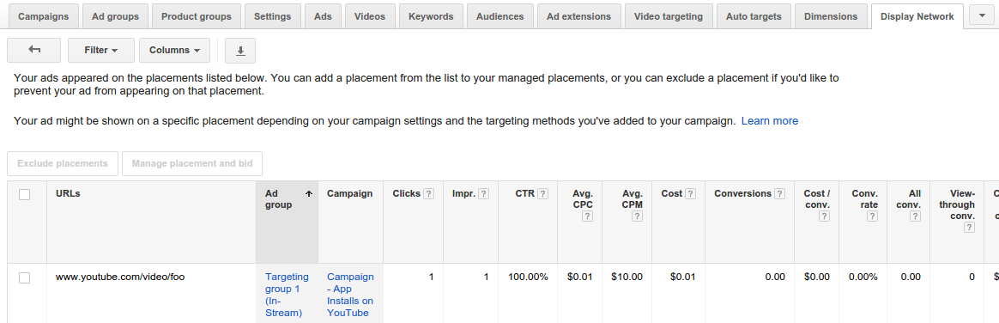 Campaigns Ad groups Product groups Settings Ads Videos Keywords Audiences Ad extensions Video targeting Auto targets Dimensions Display Network
Filter Columns
Your ads appeared on the placements listed below. You can add a placement from the list to your managed placements, or you can exclude a placement if you'd like to
prevent your ad from appearing on that placement.
Your ad might be shown on a specific placement depending on your campaign settings and the targeting methods you've added to your campaign. Learn more
Exclude placements Manage placement and bid
URLs Ad Campaign Clicks ? Impr. ? CTR ? Avg. Avg. Cost ? Conversions ? Cost / Conv. All View- C
group CPC CPM conv. rate conv. through c
? ? ? ? ? conv.
?
www.youtube.com/video/foo Targeting Campaign 1 1 100.00% $0.01 $10.00 $0.01 0.00 $0.00 0.00% 0.00 0 $
group 1 - App
(In- Installs on
Stream) YouTube